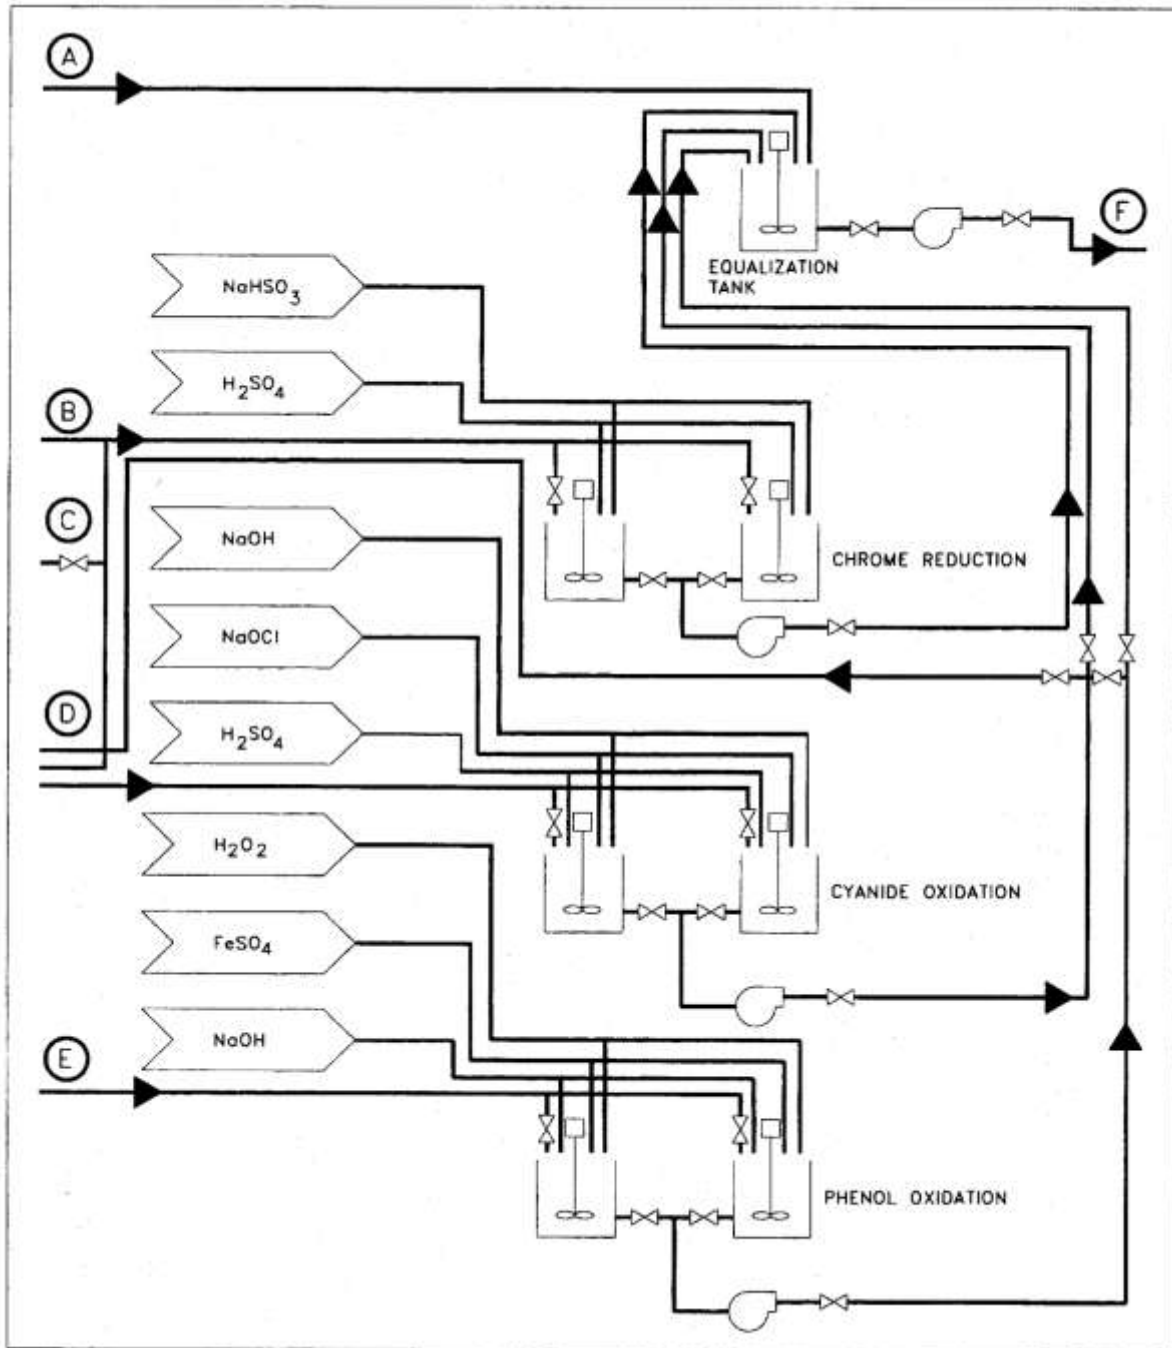 A
F
EQUALIZATION
TANK
NaHSO3
H2SO4
B
C
NaOH
CHROME REDUCTION
NaOCl
D
H2SO4
H2O2
CYANIDE OXIDATION
FeSO4
NaOH
E
PHENOL OXIDATION